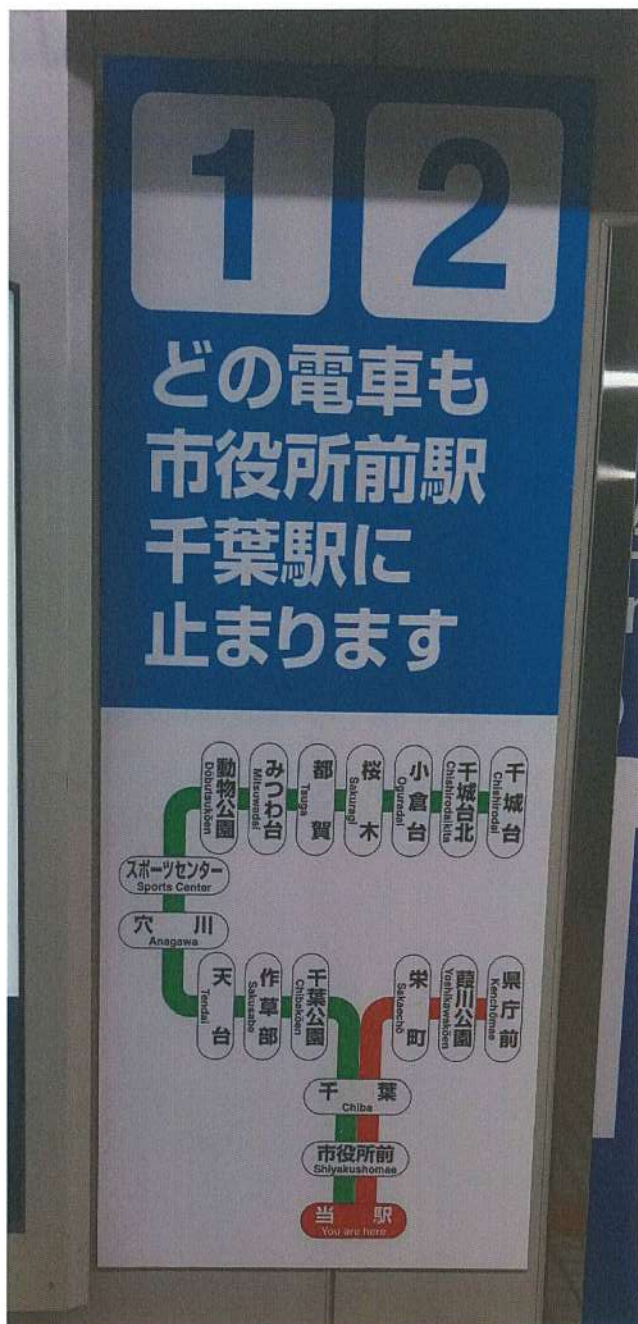 1 2
どの電車も
市役所前駅
千葉駅に
止まります
動物公園
Dōbutsukōen
みつわ台
Mitsuwadai
都賀
Tsuga
桜木
Sakuragi
小倉台
Oguradai
千城台北
Chishirodaikita
千城台
Chishirodai
スポーツセンター
Sports Center
穴川
Anagawa
天台
Tendai
作草部
Sakusabe
千葉公園
Chibakōen
栄町
Sakaechō
葭川公園
Yoshikawakōen
県庁前
Kenchōmae
千葉
Chiba
市役所前
Shiyakushomae
当駅
You are here